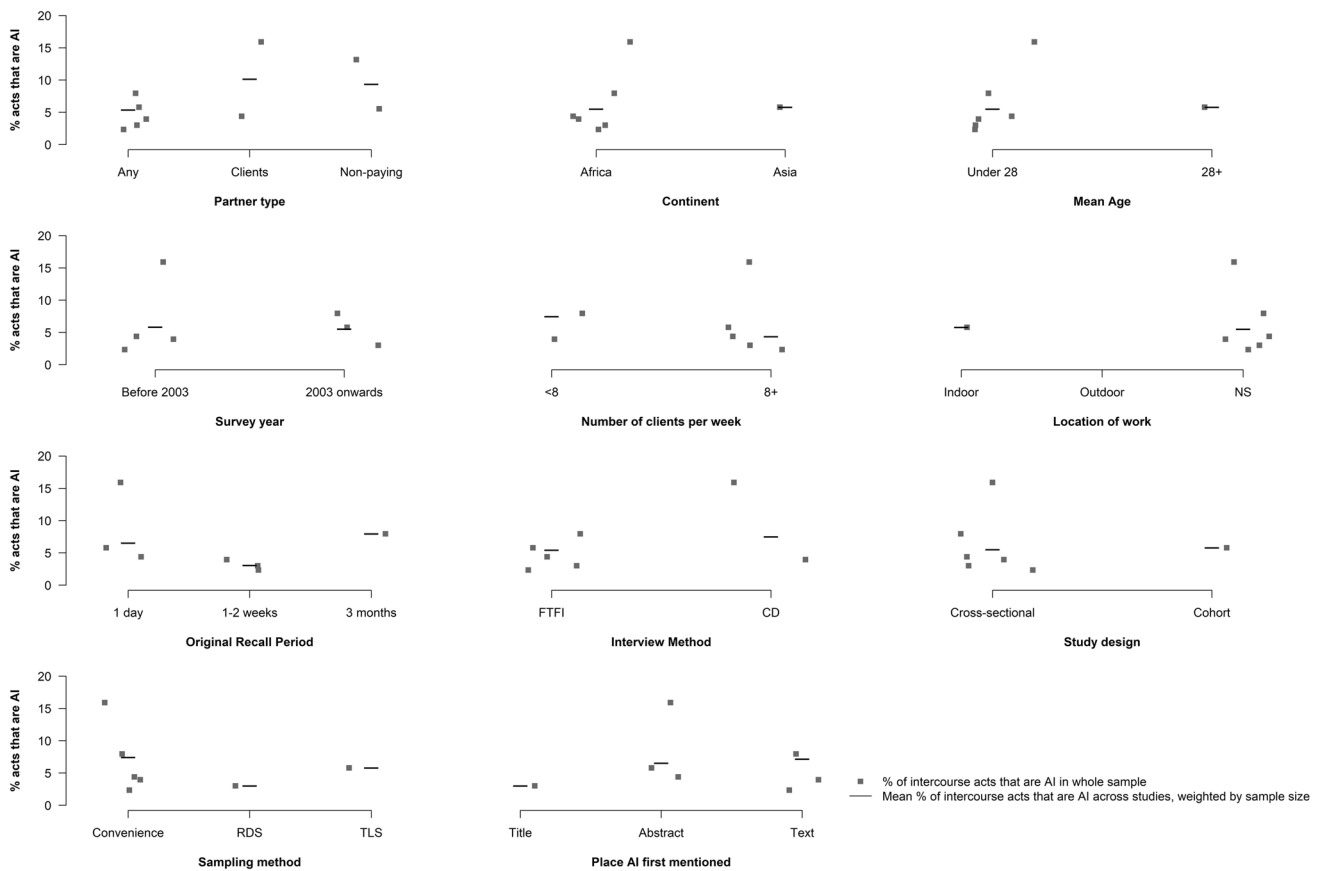 % acts that are AI
20
15
10
5
0
Any Clients Non-paying
Partner type
Africa Asia
Continent
Under 28 28+
Mean Age
% acts that are AI
20
15
10
5
0
Before 2003 2003 onwards
Survey year
<8 8+
Number of clients per week
Indoor Outdoor NS
Location of work
% acts that are AI
20
15
10
5
0
1 day 1-2 weeks 3 months
Original Recall Period
FTFI CD
Interview Method
Cross-sectional Cohort
Study design
% acts that are AI
20
15
10
5
0
Convenience RDS TLS
Sampling method
Title Abstract Text
Place AI first mentioned
% of intercourse acts that are AI in whole sample
Mean % of intercourse acts that are AI across studies, weighted by sample size